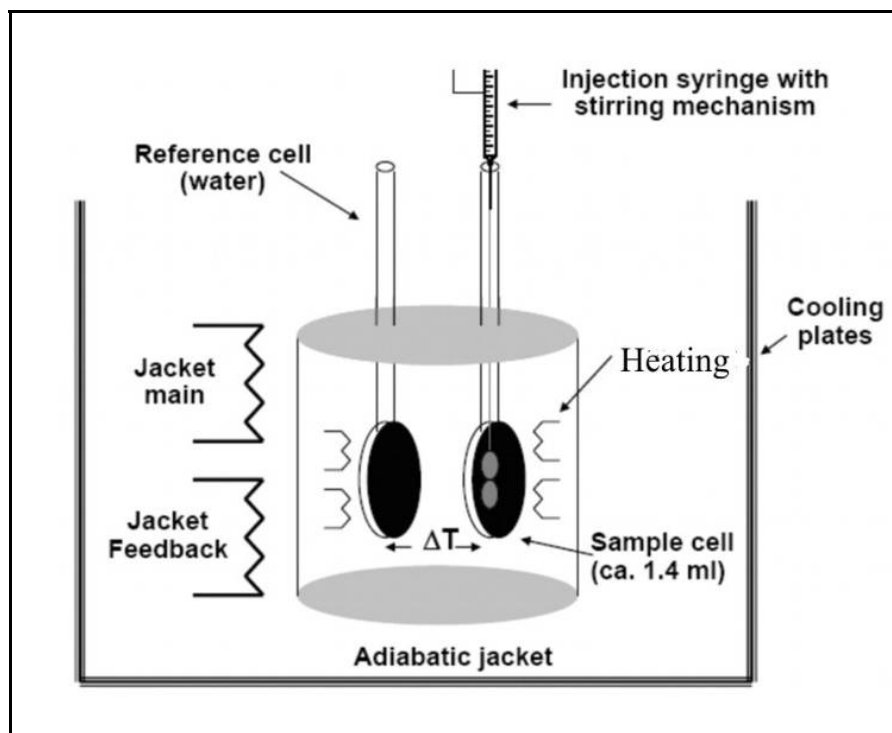 Injection syringe with
stirring mechanism
Reference cell
(water)
Cooling
plates
Heating
Jacket
main
Jacket
Feedback
ΔT
Sample cell
(ca. 1.4 ml)
Adiabatic jacket